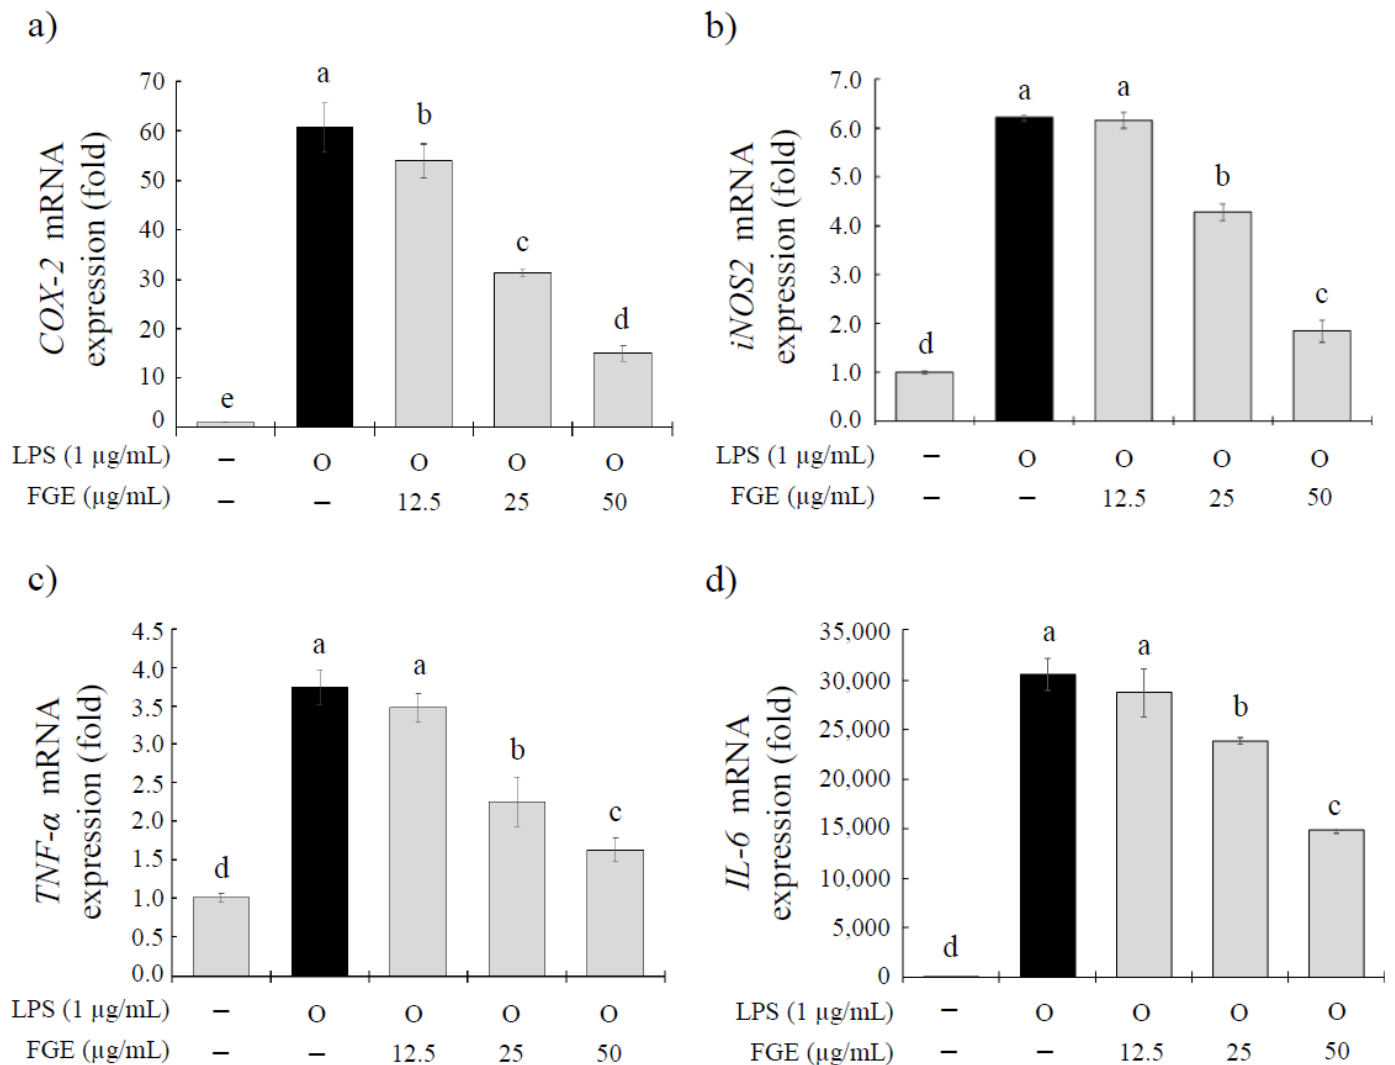 a)
COX-2 mRNA
expression (fold)
70
60
50
40
30
20
10
0
e
a
b
c
d
LPS (1 µg/mL) – O O O O
FGE (µg/mL) – – 12.5 25 50
b)
iNOS2 mRNA
expression (fold)
7.0
6.0
5.0
4.0
3.0
2.0
1.0
0.0
d
a
a
b
c
LPS (1 µg/mL) – O O O O
FGE (µg/mL) – – 12.5 25 50
c)
TNF-α mRNA
expression (fold)
4.5
4.0
3.5
3.0
2.5
2.0
1.5
1.0
0.5
0.0
d
a
a
b
c
LPS (1 µg/mL) – O O O O
FGE (µg/mL) – – 12.5 25 50
d)
IL-6 mRNA
expression (fold)
35,000
30,000
25,000
20,000
15,000
10,000
5,000
0
d
a
a
b
c
LPS (1 µg/mL) – O O O O
FGE (µg/mL) – – 12.5 25 50